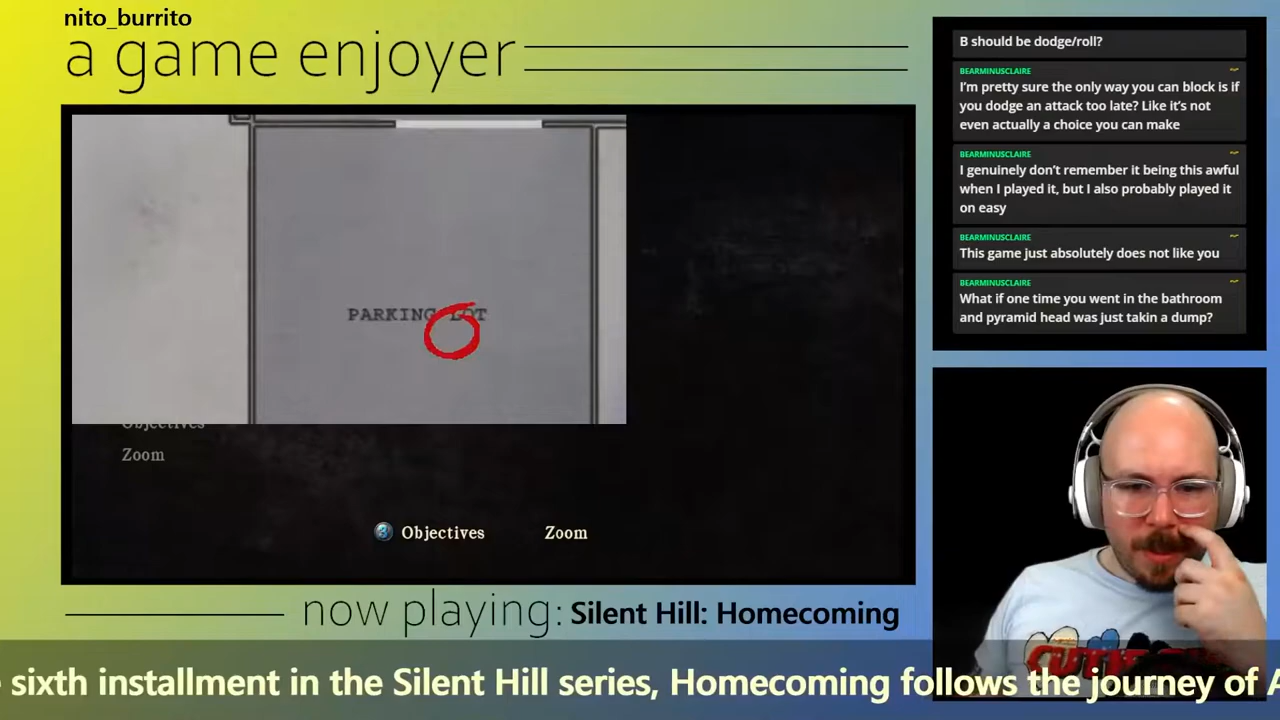 nito_burrito
a game enjoyer
PARKING LOT
Objectives
Zoom
3 Objectives Zoom
now playing: Silent Hill: Homecoming
sixth installment in the Silent Hill series, Homecoming follows the journey of A
B should be dodge/roll?
BEARMINUSCLAIRE
I'm pretty sure the only way you can block is if
you dodge an attack too late? Like it's not
even actually a choice you can make
BEARMINUSCLAIRE
I genuinely don't remember it being this awful
when I played it, but I also probably played it
on easy
BEARMINUSCLAIRE
This game just absolutely does not like you
BEARMINUSCLAIRE
What if one time you went in the bathroom
and pyramid head was just takin a dump?